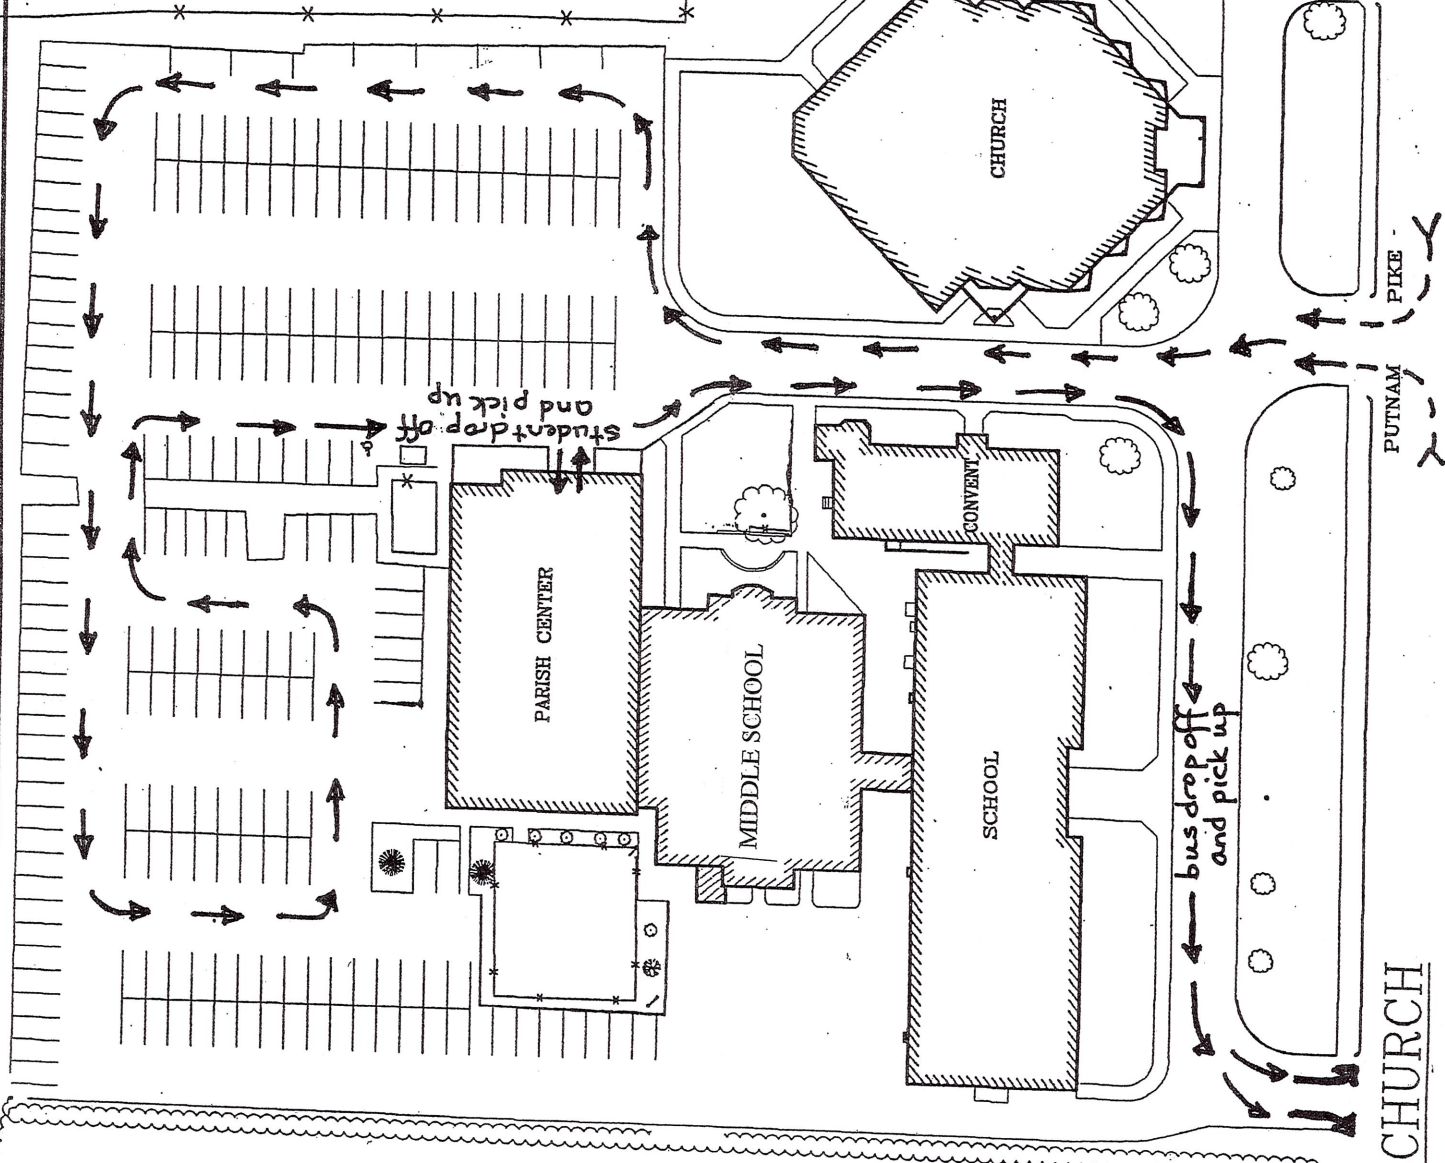 CHURCH
PUTNAM PIKE
student drop off
and pick up
CONVENT
PARISH CENTER
MIDDLE SCHOOL
SCHOOL
bus drop off
and pick up
CHURCH